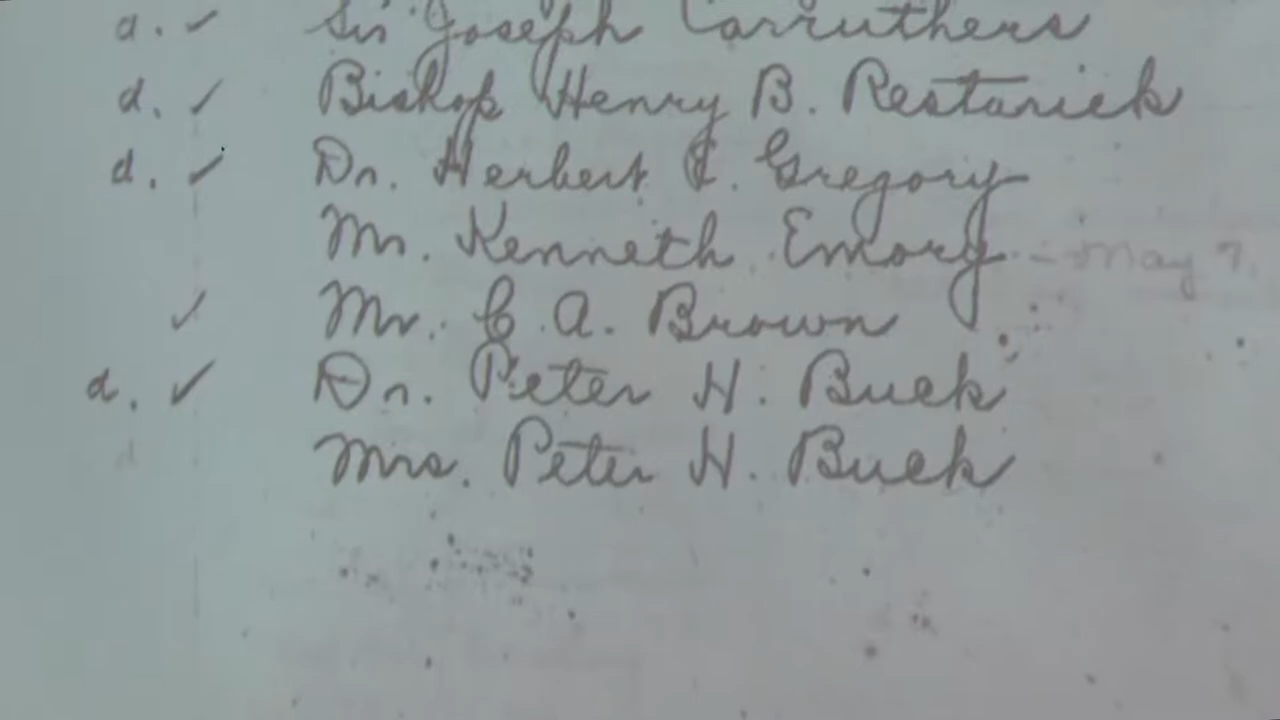 a. ✓ Sir Joseph Carruthers
d. ✓ Bishop Henry B. Restarick
d. ✓ Dr. Herbert E. Gregory
Mr. Kenneth Emory - May 7
✓ Mr. C. A. Brown
a. ✓ Dr. Peter H. Buck
d Mrs. Peter H. Buck